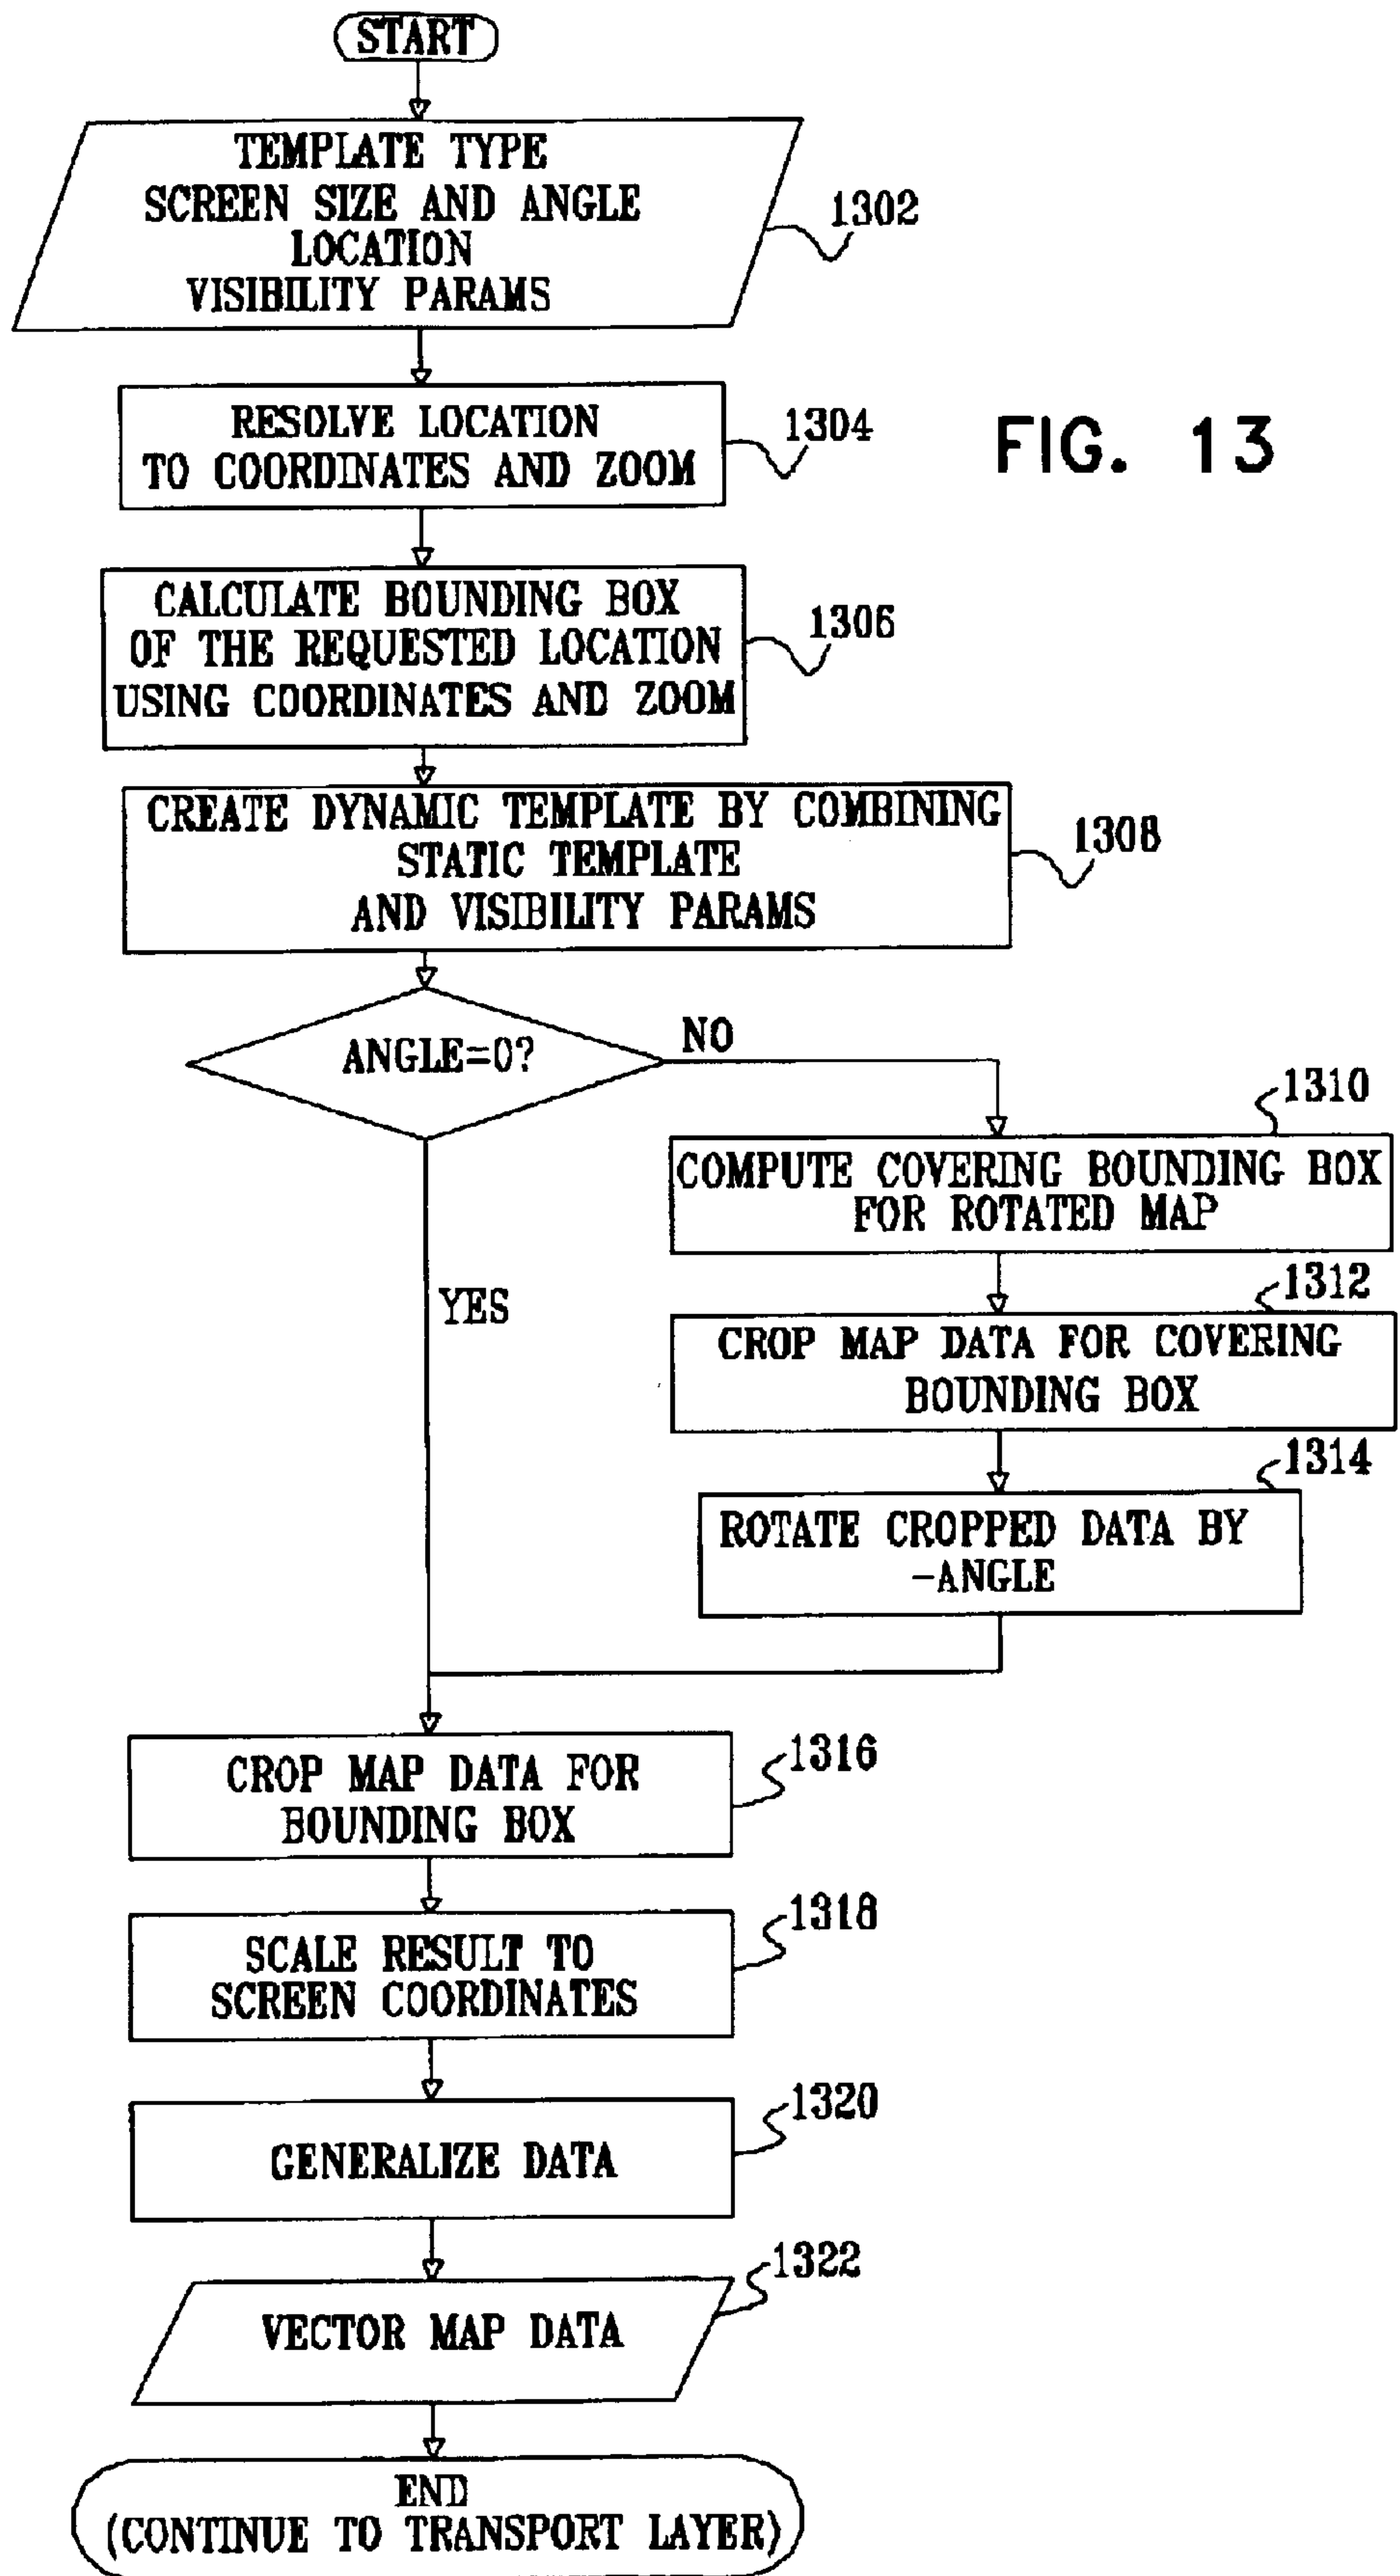 START
TEMPLATE TYPE
SCREEN SIZE AND ANGLE
LOCATION
VISIBILITY PARAMS
1302
RESOLVE LOCATION
TO COORDINATES AND ZOOM
1304
FIG. 13
CALCULATE BOUNDING BOX
OF THE REQUESTED LOCATION
USING COORDINATES AND ZOOM
1306
CREATE DYNAMIC TEMPLATE BY COMBINING
STATIC TEMPLATE
AND VISIBILITY PARAMS
1308
ANGLE=0?
NO
1310
COMPUTE COVERING BOUNDING BOX
FOR ROTATED MAP
YES
1312
CROP MAP DATA FOR COVERING
BOUNDING BOX
1314
ROTATE CROPPED DATA BY
-ANGLE
CROP MAP DATA FOR
BOUNDING BOX
1316
SCALE RESULT TO
SCREEN COORDINATES
1318
GENERALIZE DATA
1320
VECTOR MAP DATA
1322
END
(CONTINUE TO TRANSPORT LAYER)